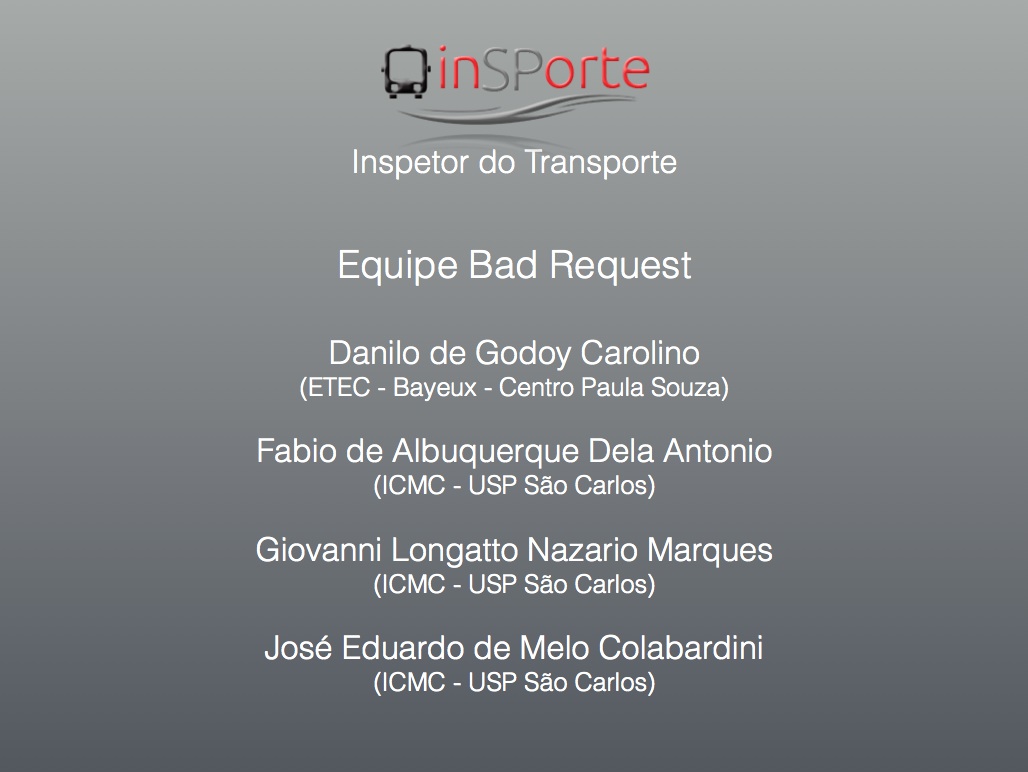 inSPorte
Inspetor do Transporte
Equipe Bad Request
Danilo de Godoy Carolino
(ETEC - Bayeux - Centro Paula Souza)
Fabio de Albuquerque Dela Antonio
(ICMC - USP São Carlos)
Giovanni Longatto Nazario Marques
(ICMC - USP São Carlos)
José Eduardo de Melo Colabardini
(ICMC - USP São Carlos)